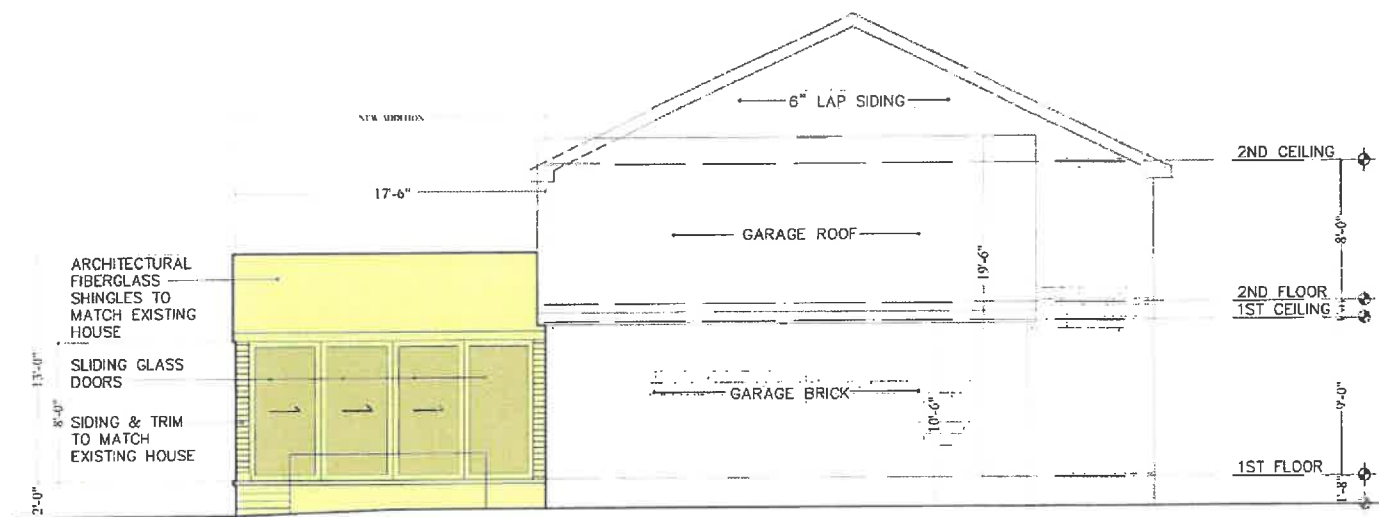 6" LAP SIDING
NEW ADDITION
2ND CEILING
17'-6"
GARAGE ROOF
8'-0"
19'-6"
ARCHITECTURAL
FIBERGLASS
SHINGLES TO
MATCH EXISTING
HOUSE
2ND FLOOR
1ST CEILING
13'-0"
8'-0"
SLIDING GLASS
DOORS
GARAGE BRICK
10'-6"
9'-0"
SIDING & TRIM
TO MATCH
EXISTING HOUSE
1ST FLOOR
2'-0"
1'-8"